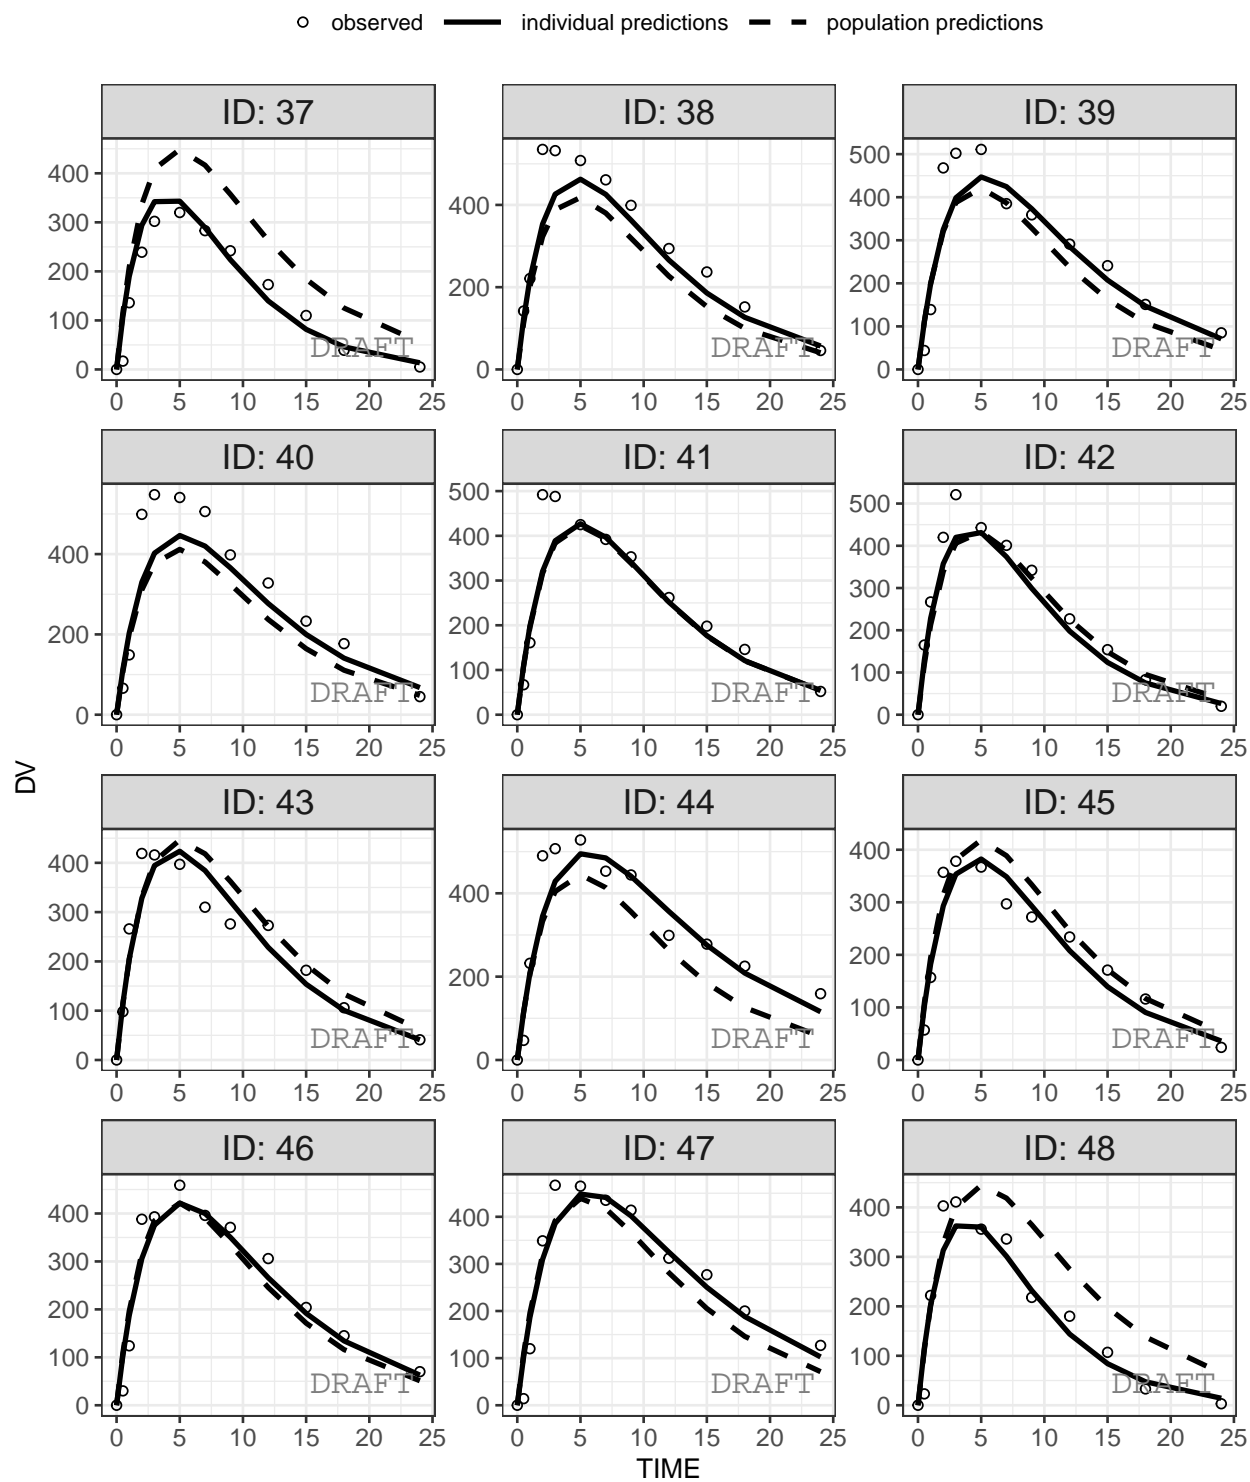 observed individual predictions population predictions
ID: 37 ID: 38 ID: 39
400 300 200 100 0
400 200 0
500 400 300 200 100 0
DRAFT DRAFT DRAFT
0 5 10 15 20 25 0 5 10 15 20 25 0 5 10 15 20 25
ID: 40 ID: 41 ID: 42
400 200 0
500 400 300 200 100 0
500 400 300 200 100 0
DRAFT DRAFT DRAFT
0 5 10 15 20 25 0 5 10 15 20 25 0 5 10 15 20 25
DV
ID: 43 ID: 44 ID: 45
400 300 200 100 0
400 200 0
400 300 200 100 0
DRAFT DRAFT DRAFT
0 5 10 15 20 25 0 5 10 15 20 25 0 5 10 15 20 25
ID: 46 ID: 47 ID: 48
400 300 200 100 0
400 300 200 100 0
400 300 200 100 0
DRAFT DRAFT DRAFT
0 5 10 15 20 25 0 5 10 15 20 25 0 5 10 15 20 25
TIME